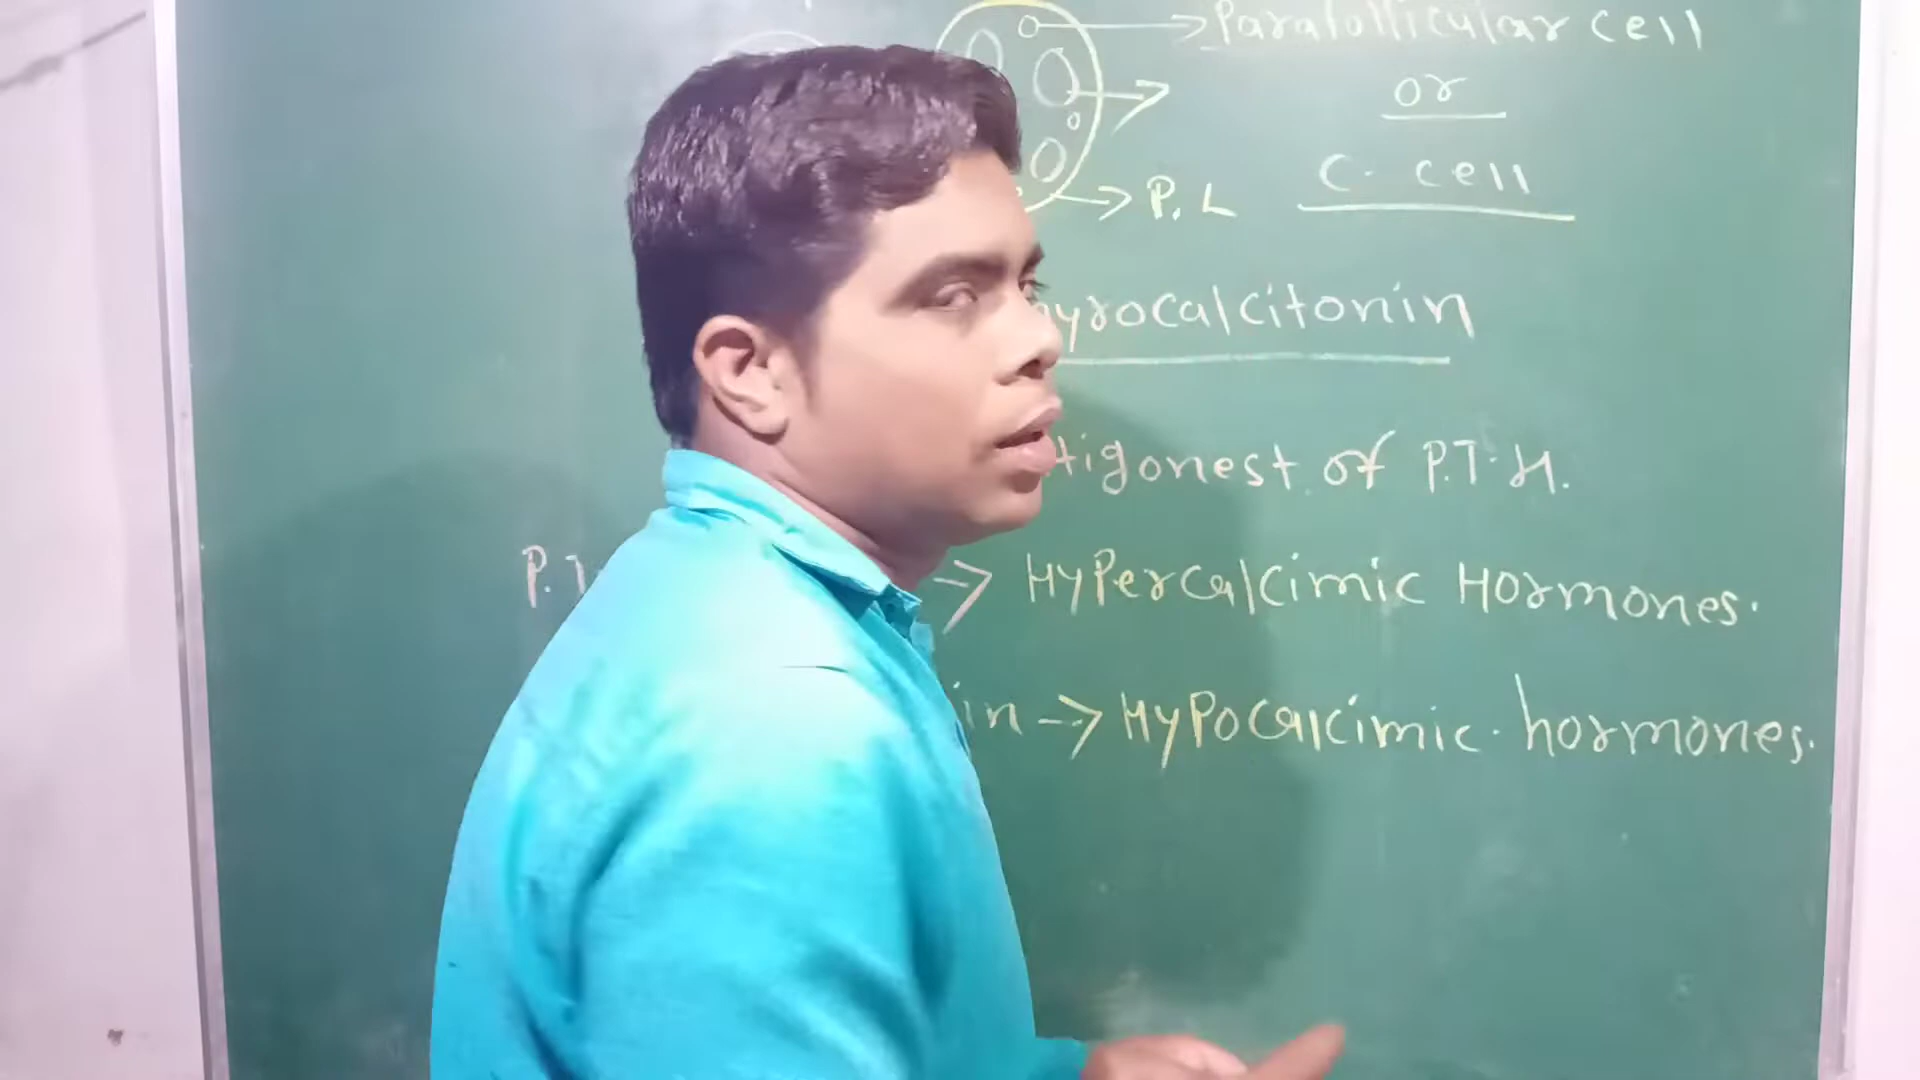 Parafollicular cell
or
C. cell
P. L
yrocalcitonin
tigonest of P.T.H.
P. → HyPercalcimic Hormones.
in → HyPocalcimic. hormones.